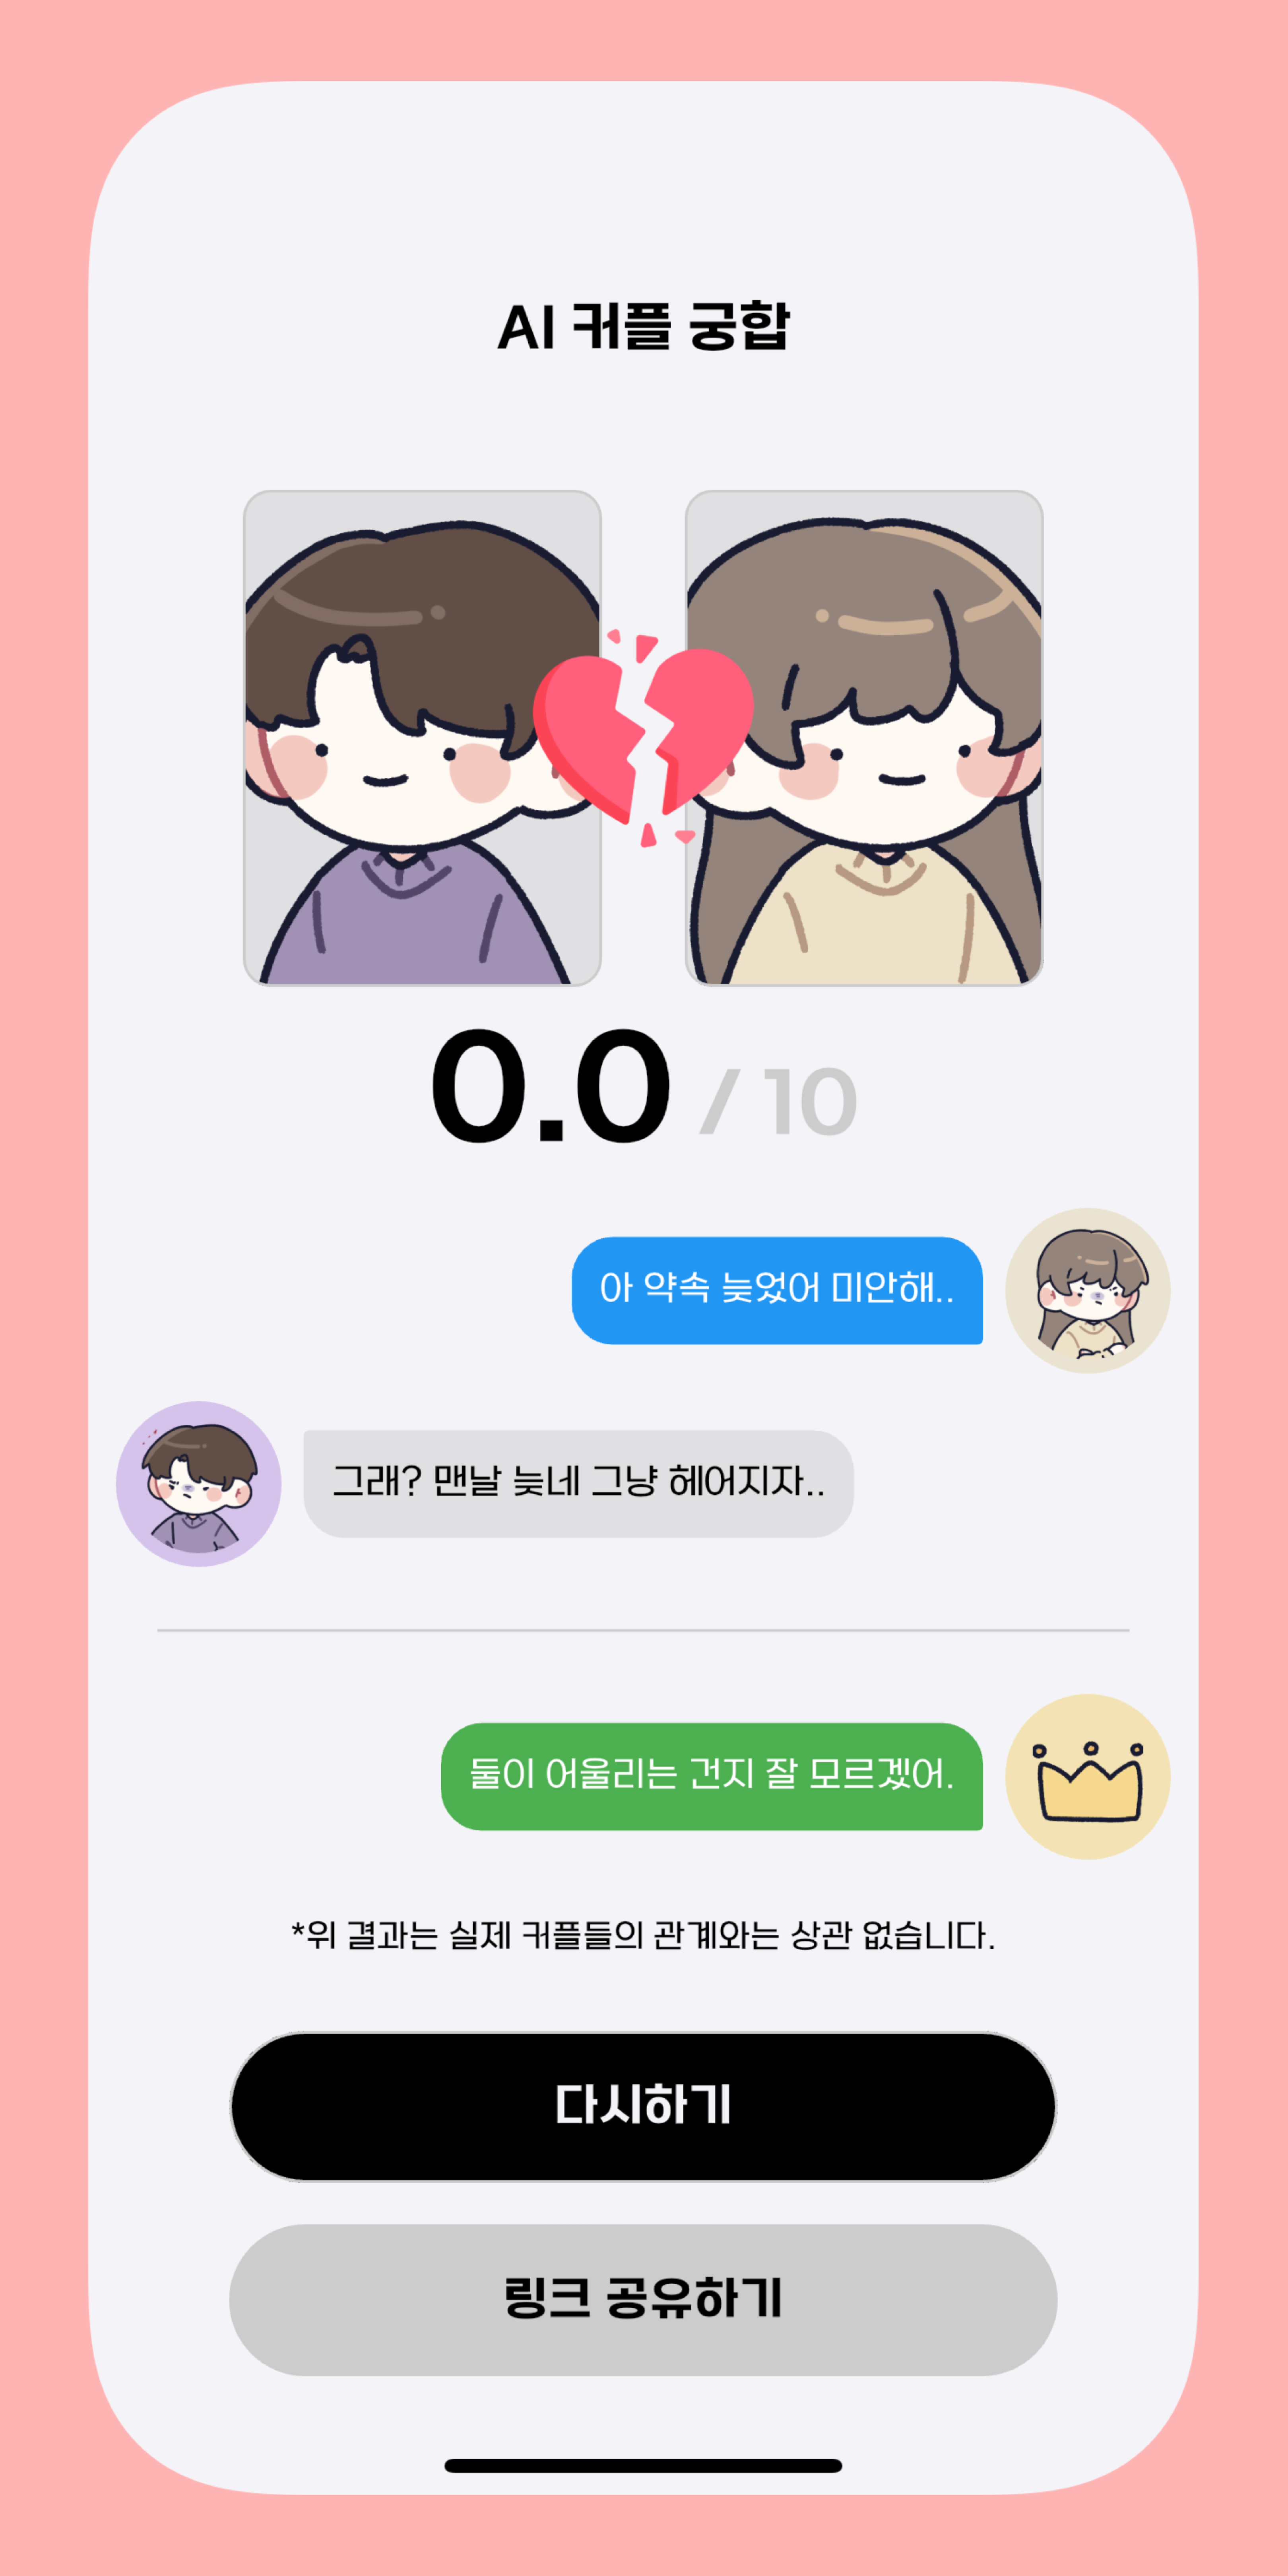 AI 커플 궁합
0.0 / 10
아 약속 늦었어 미안해..
그래? 맨날 늦네 그냥 헤어지자..
둘이 어울리는 건지 잘 모르겠어.
*위 결과는 실제 커플들의 관계와는 상관 없습니다.
다시하기
링크 공유하기